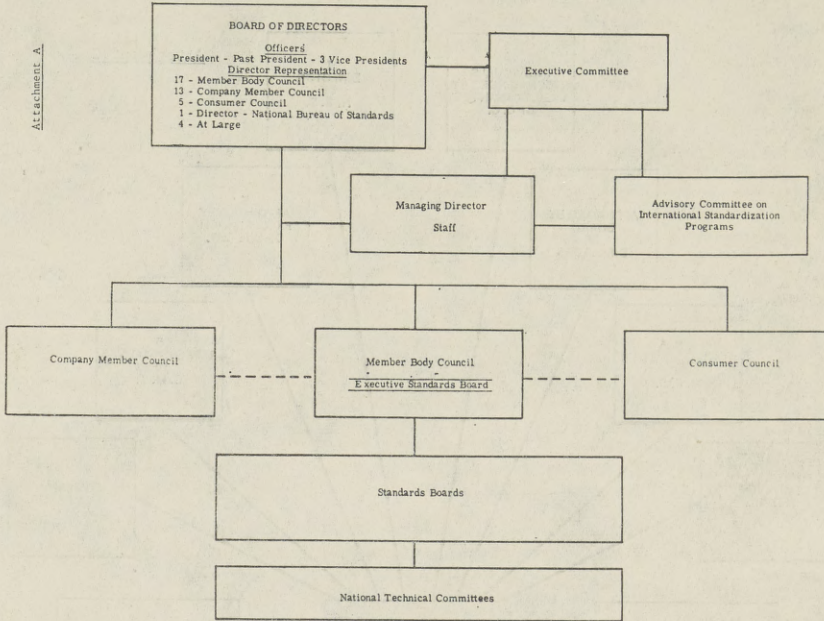 Attachment A
BOARD OF DIRECTORS
Officers
President - Past President - 3 Vice Presidents
Director Representation
17 - Member Body Council
13 - Company Member Council
5 - Consumer Council
1 - Director - National Bureau of Standards
4 - At Large
Executive Committee
Managing Director
Staff
Advisory Committee on
International Standardization
Programs
Company Member Council
Member Body Council
Executive Standards Board
Consumer Council
Standards Boards
National Technical Committees